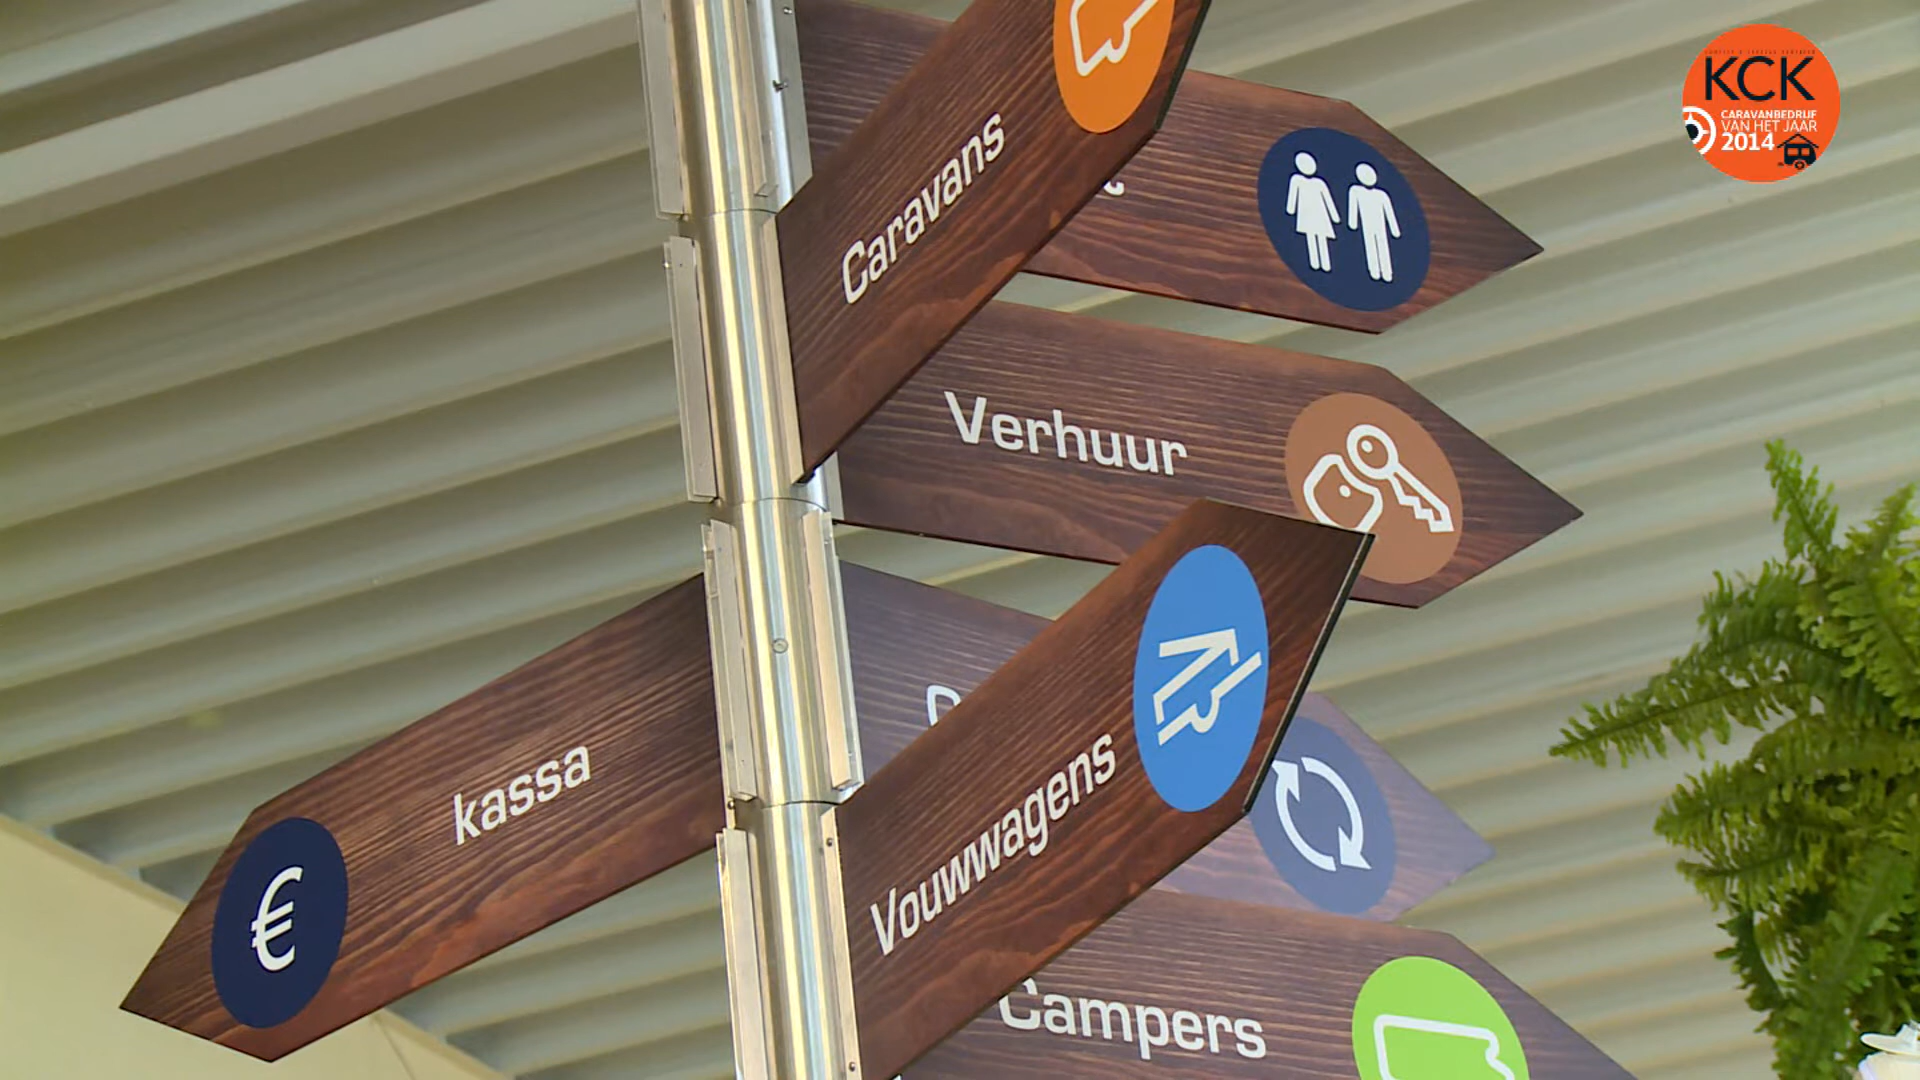 KCK
CARAVANBEDRIJF
VAN HET JAAR
2014
Caravans
Verhuur
kassa
€
Vouwwagens
Campers